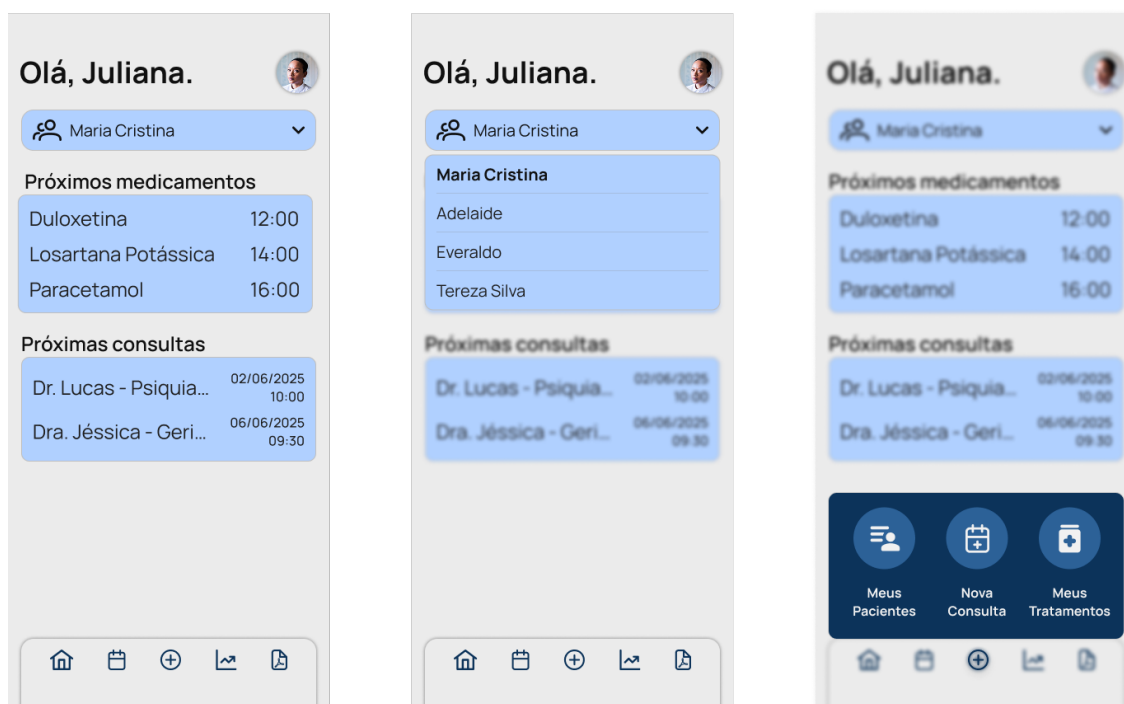 Olá, Juliana.
Maria Cristina
Próximos medicamentos
Duloxetina 12:00
Losartana Potássica 14:00
Paracetamol 16:00
Próximas consultas
Dr. Lucas - Psiquia... 02/06/2025
10:00
Dra. Jéssica - Geri... 06/06/2025
09:30
Olá, Juliana.
Maria Cristina
Maria Cristina
Adelaide
Everaldo
Tereza Silva
Próximas consultas
Dr. Lucas - Psiquia... 02/06/2025
10:00
Dra. Jéssica - Geri... 06/06/2025
09:30
Olá, Juliana.
Maria Cristina
Próximos medicamentos
Duloxetina 12:00
Losartana Potássica 14:00
Paracetamol 16:00
Próximas consultas
Dr. Lucas - Psiquia... 02/06/2025
10:00
Dra. Jéssica - Geri... 06/06/2025
09:30
Meus Pacientes
Nova Consulta
Meus Tratamentos